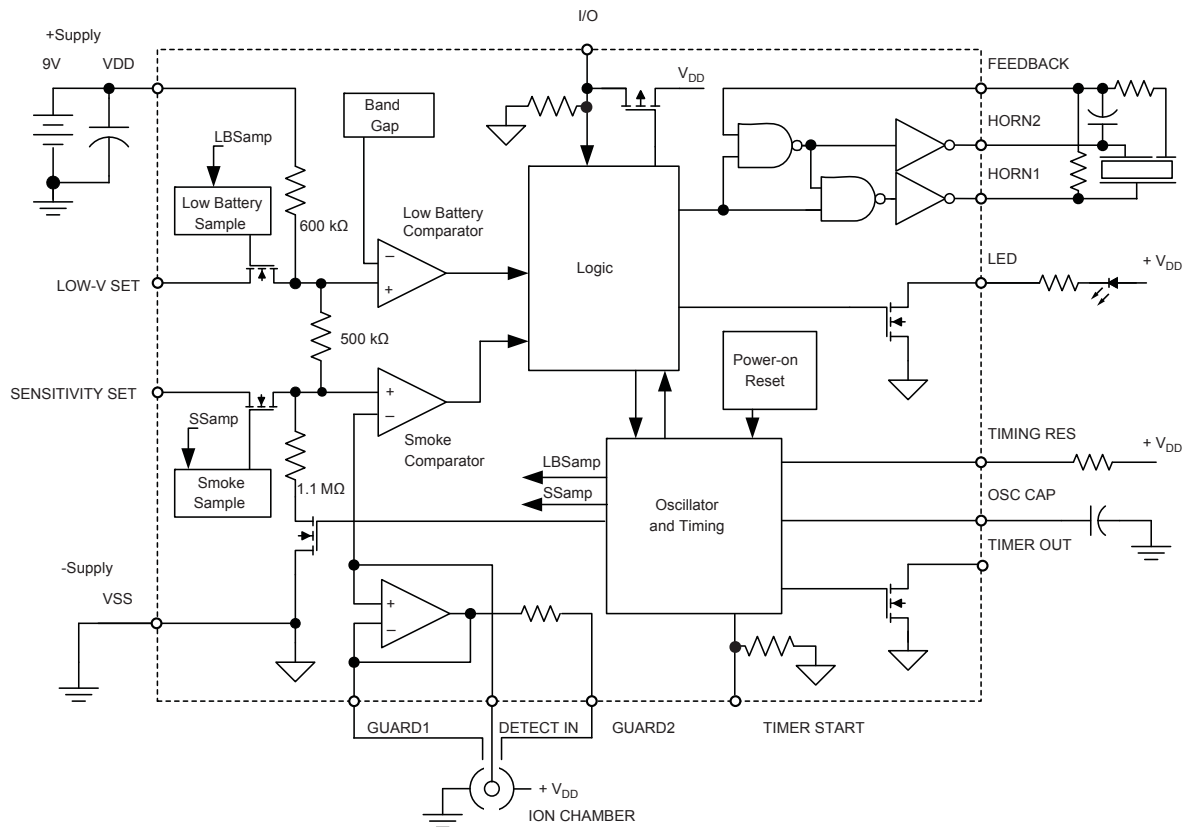 I/O
+Supply
9V
VDD
LBSamp
Low Battery
Sample
600 kΩ
Band
Gap
Low Battery
Comparator
−
+
LOW-V SET
500 kΩ
SENSITIVITY SET
SSamp
Smoke
Sample
1.1 MΩ
+
−
Smoke
Comparator
VDD
Logic
FEEDBACK
HORN2
HORN1
LED
+ VDD
Power-on
Reset
LBSamp
SSamp
Oscillator
and Timing
TIMING RES
+ VDD
OSC CAP
TIMER OUT
-Supply
VSS
+
−
GUARD1
DETECT IN
GUARD2
TIMER START
+ VDD
ION CHAMBER